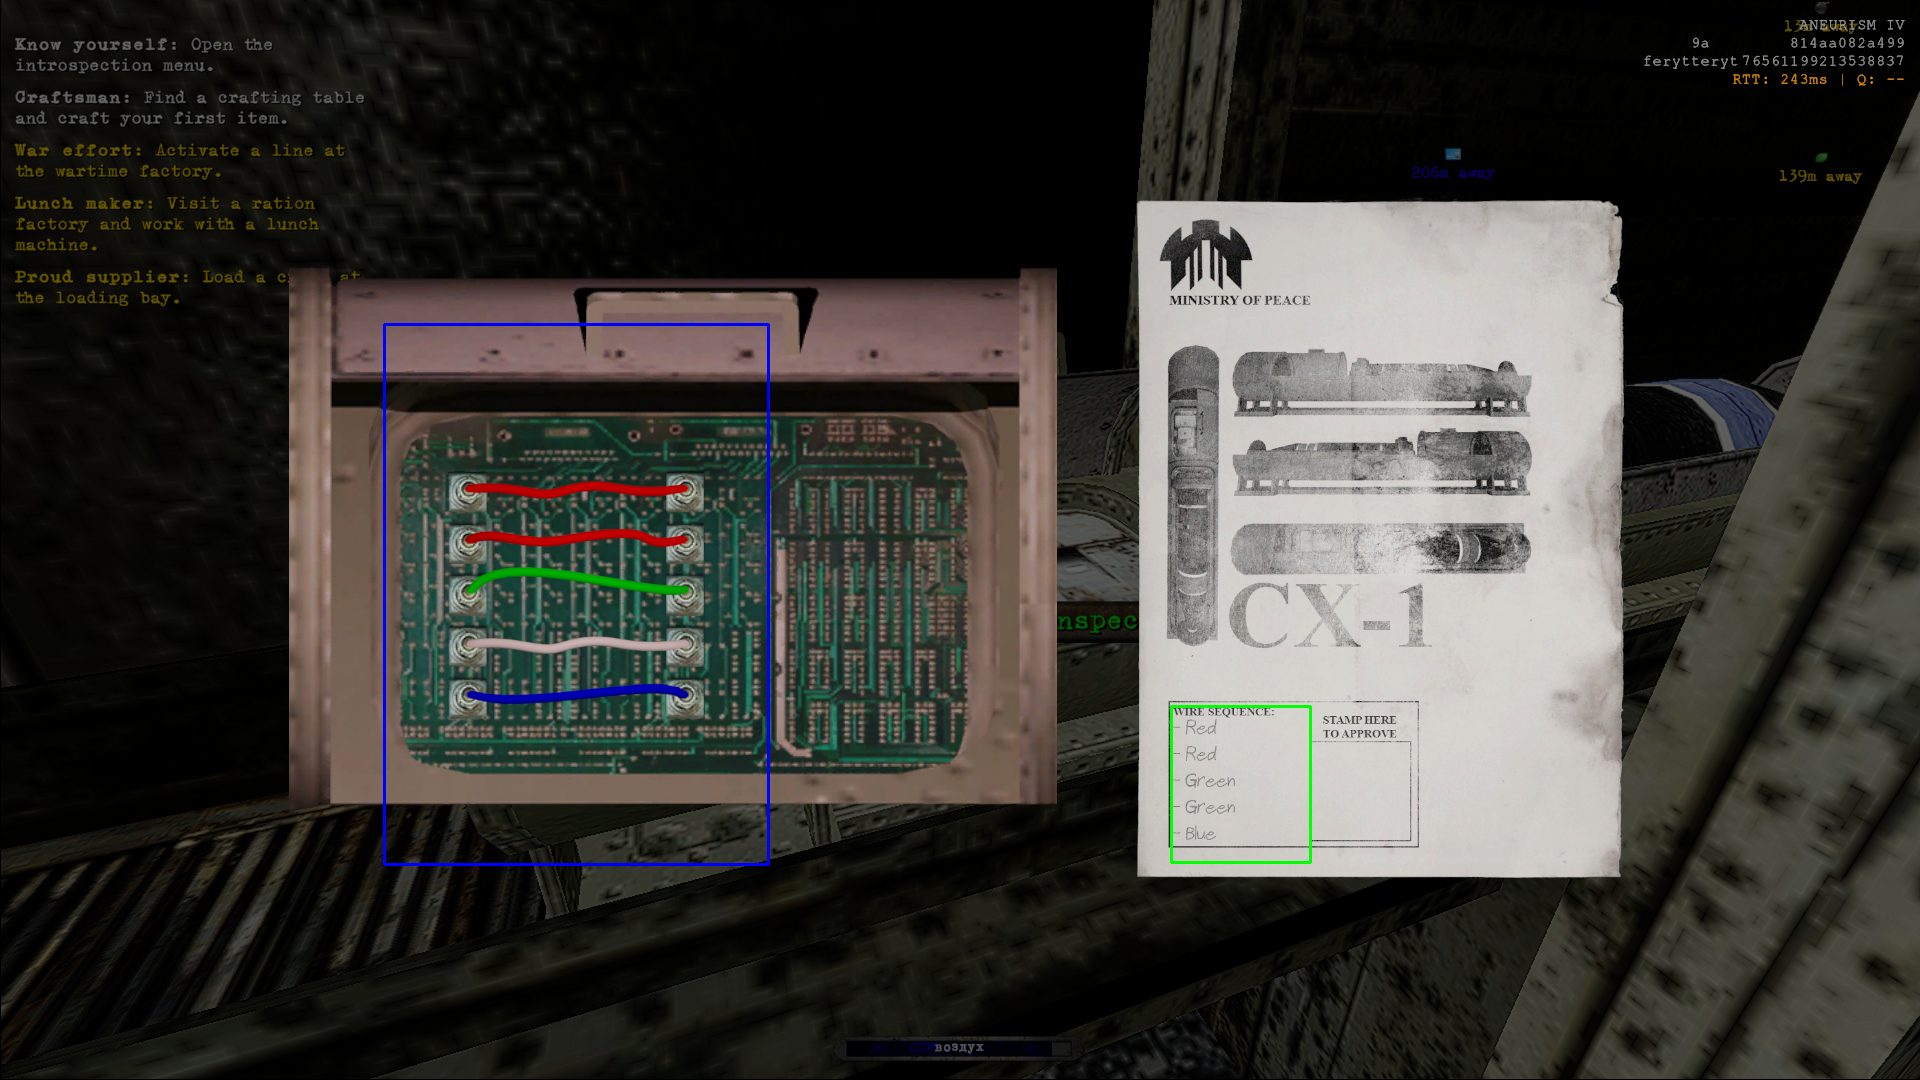 Know yourself: Open the
introspection menu.
Craftsman: Find a crafting table
and craft your first item.
War effort: Activate a line at
the wartime factory.
Lunch maker: Visit a ration
factory and work with a lunch
machine.
Proud supplier: Load a at
the loading bay.
ANEURISM IV
9a 814aa082a499
ferytteryt76561199213538837
RTT: 243ms | Q: --
206m away
139m away
MINISTRY OF PEACE
CX-1
nspec
WIRE SEQUENCE:
- Red
- Red
- Green
- Green
- Blue
STAMP HERE
TO APPROVE
воздух